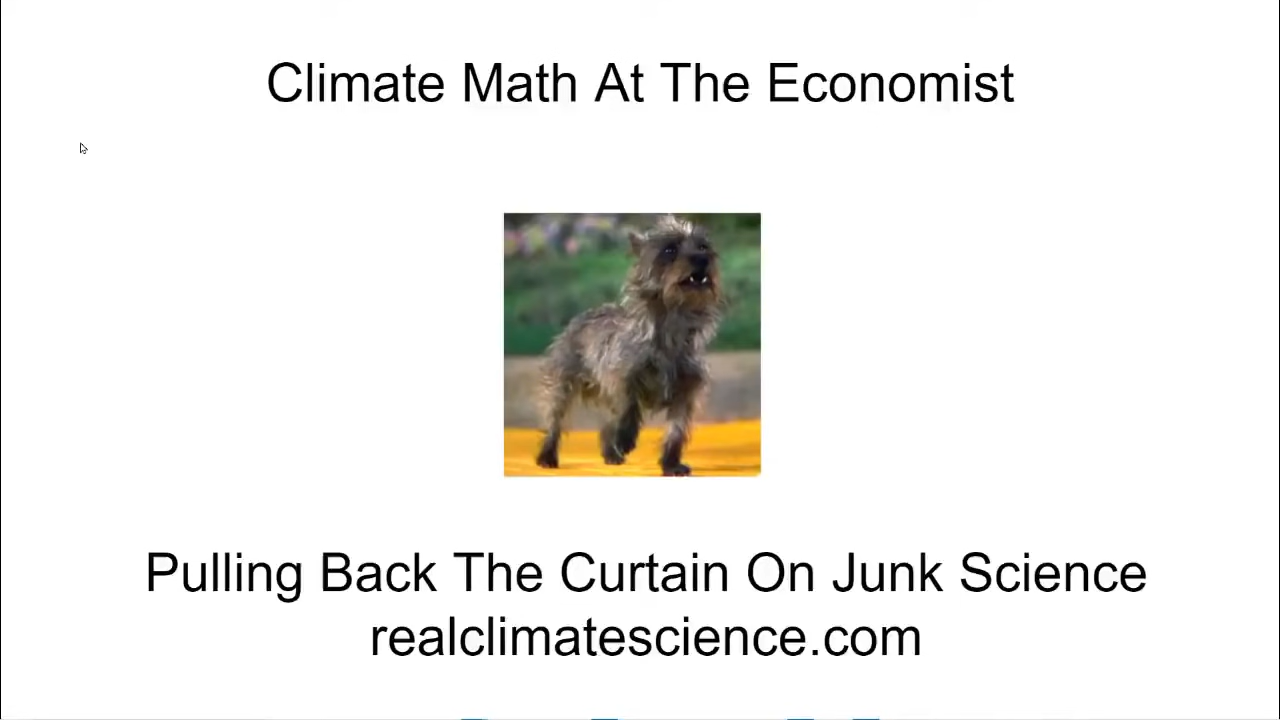 Climate Math At The Economist
Pulling Back The Curtain On Junk Science
realclimatescience.com